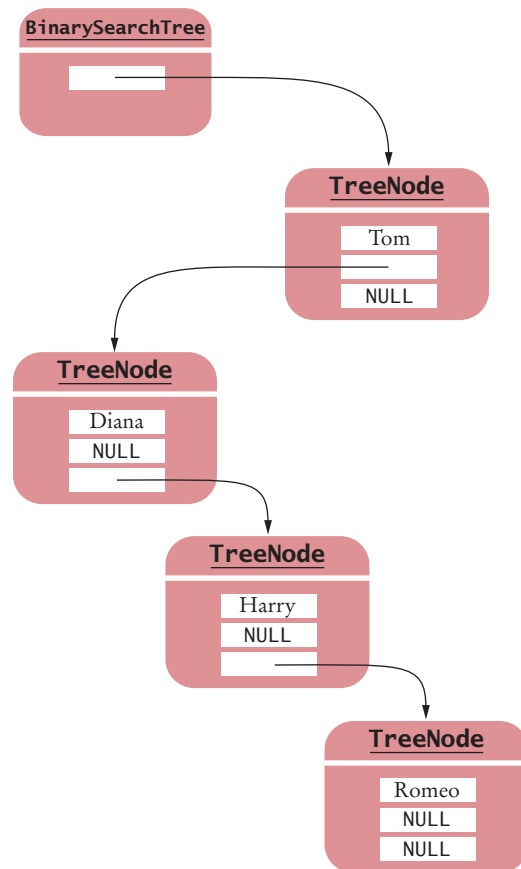 BinarySearchTree
TreeNode
Tom
NULL
TreeNode
Diana
NULL
TreeNode
Harry
NULL
TreeNode
Romeo
NULL
NULL